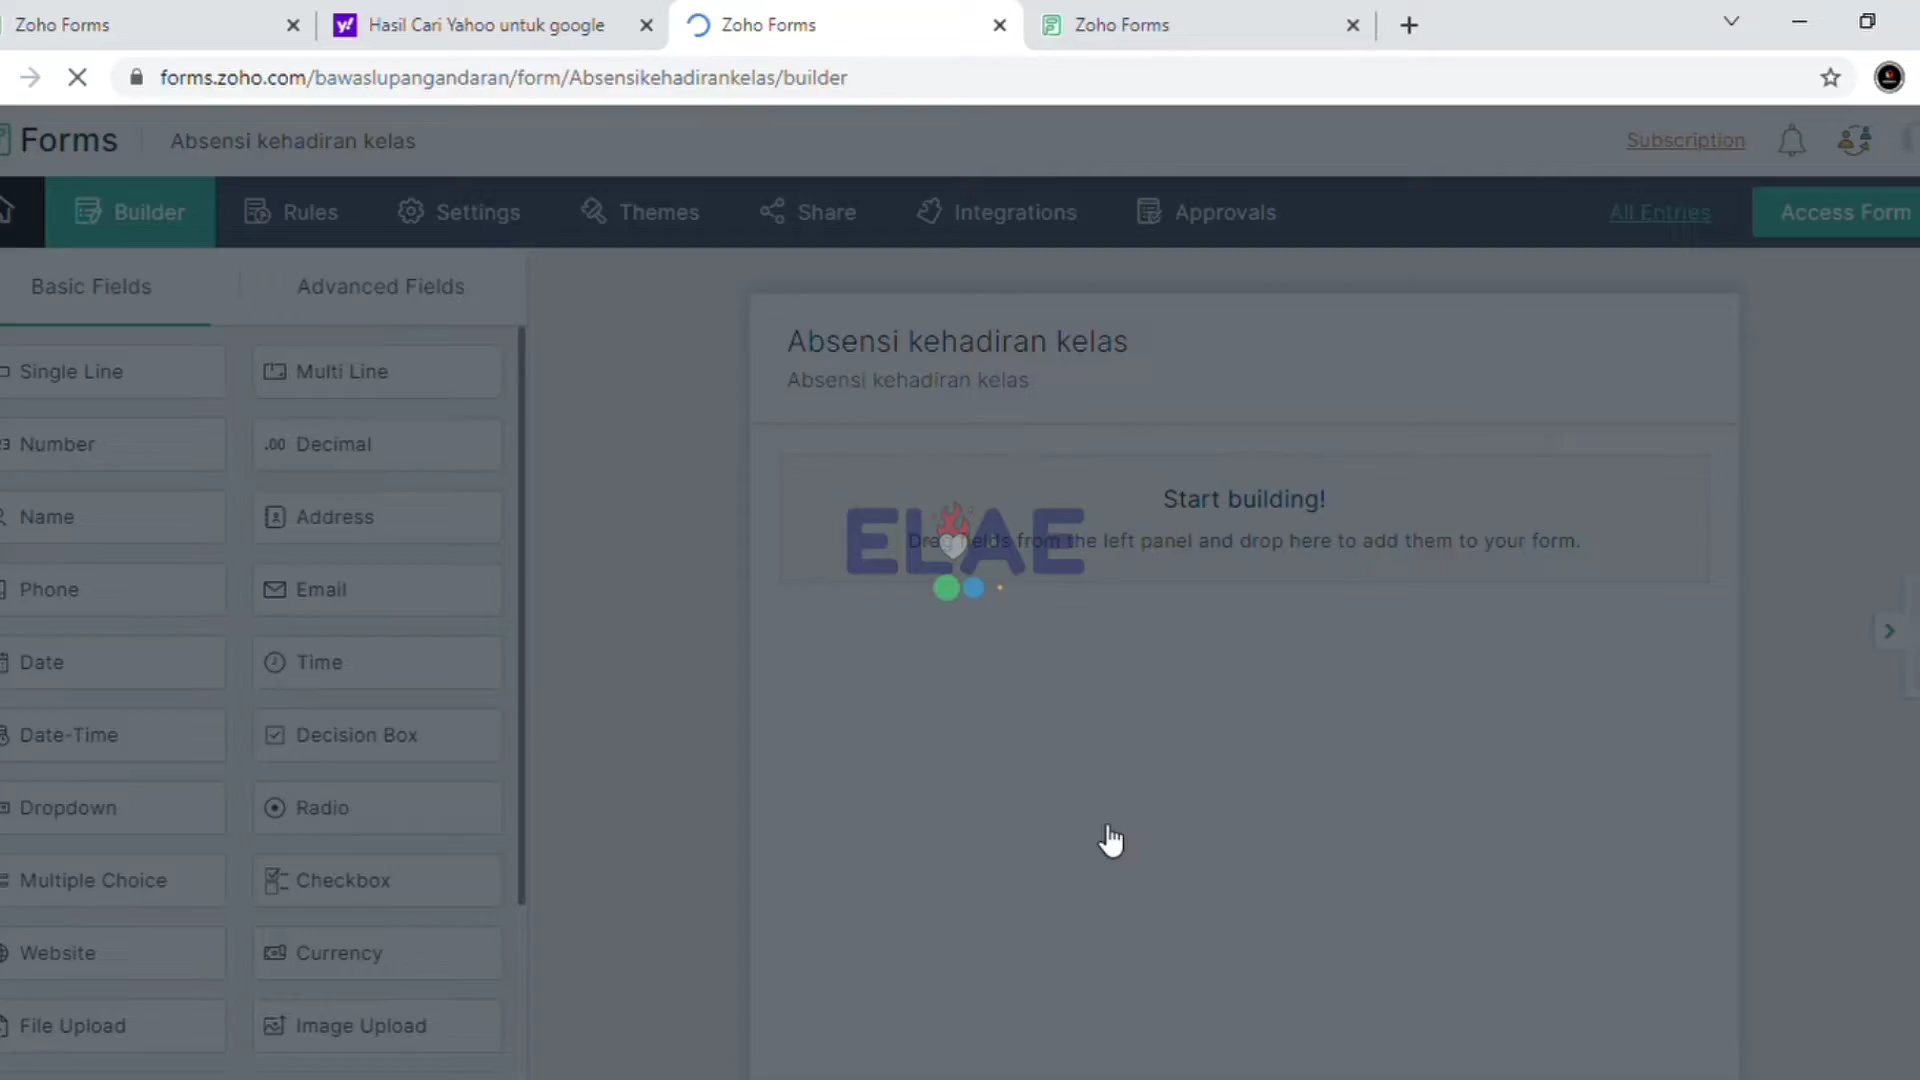 Zoho Forms
Hasil Cari Yahoo untuk google
Zoho Forms
Zoho Forms
forms.zoho.com/bawaslupangandaran/form/Absensikehadirankelas/builder
Forms
Absensi kehadiran kelas
Subscription
Builder
Rules
Settings
Themes
Share
Integrations
Approvals
All Entries
Access Form
Basic Fields
Advanced Fields
Single Line
Multi Line
Number
.00 Decimal
Name
Address
Phone
Email
Date
Time
Date-Time
Decision Box
Dropdown
Radio
Multiple Choice
Checkbox
Website
Currency
File Upload
Image Upload
Absensi kehadiran kelas
Absensi kehadiran kelas
Start building!
Drag fields from the left panel and drop here to add them to your form.
ELAE